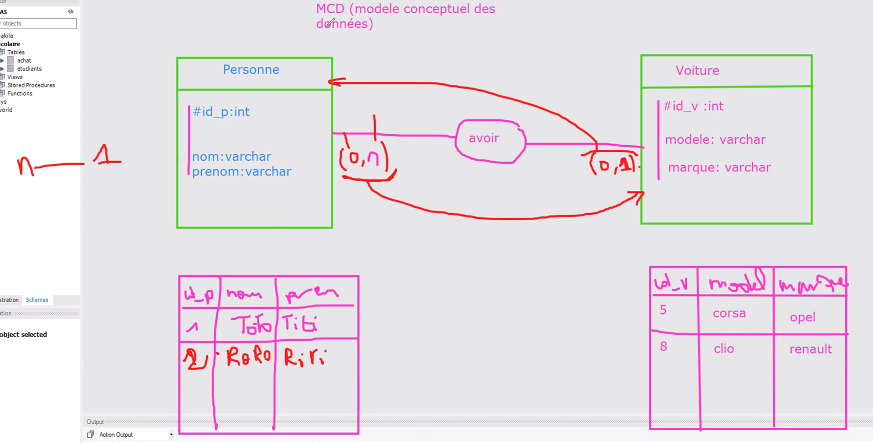 MCD (modele conceptuel des
données)
AS
objects
akila
colaire
Tables
achat
etudiants
Views
Stored Procedures
Functions
ys
world
Personne
#id_p:int
nom:varchar
prenom:varchar
(0,n)
avoir
(0,1)
Voiture
#id_v :int
modele: varchar
marque: varchar
n 1
id_p nom pren
1 ToTo TiTi
2 RoRo RiRi
id_v model marque
5 corsa opel
8 clio renault
stration Schemas
ation
object selected
Output
Action Output